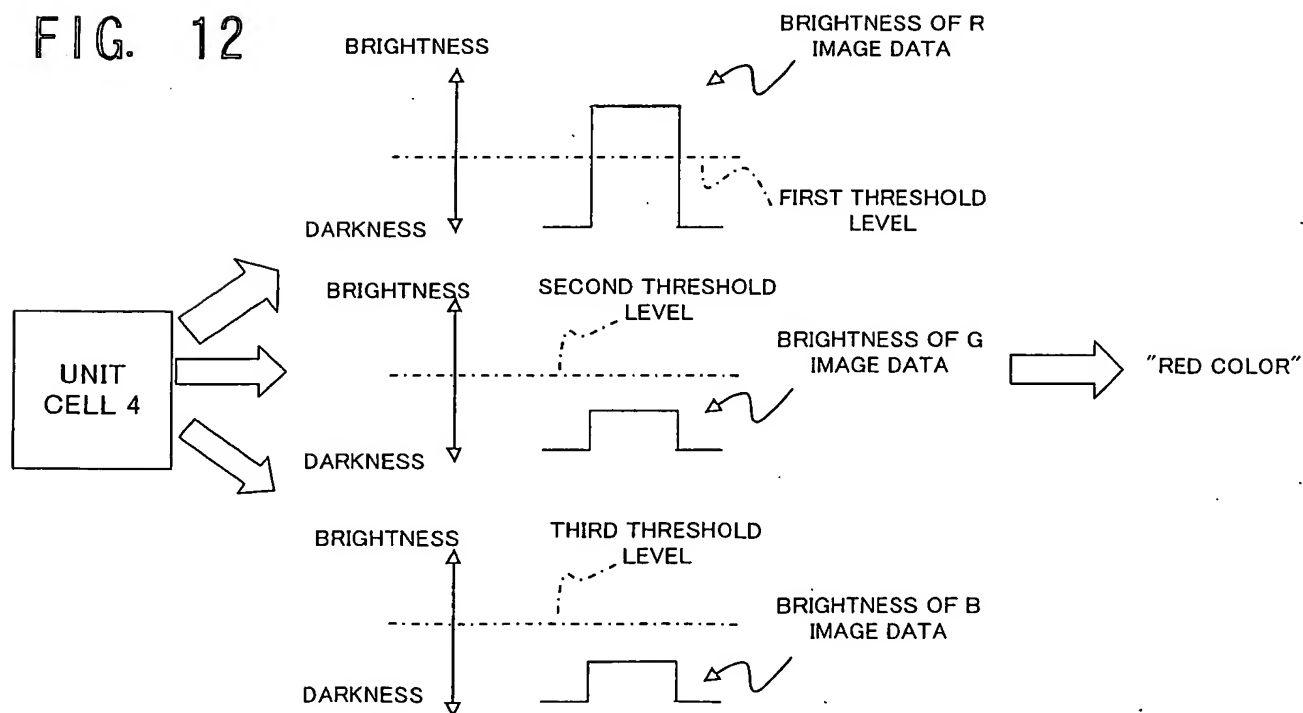 FIG. 12
BRIGHTNESS
BRIGHTNESS OF R
IMAGE DATA
FIRST THRESHOLD
LEVEL
DARKNESS
BRIGHTNESS
SECOND THRESHOLD
LEVEL
BRIGHTNESS OF G
IMAGE DATA
"RED COLOR"
UNIT
CELL 4
DARKNESS
BRIGHTNESS
THIRD THRESHOLD
LEVEL
BRIGHTNESS OF B
IMAGE DATA
DARKNESS